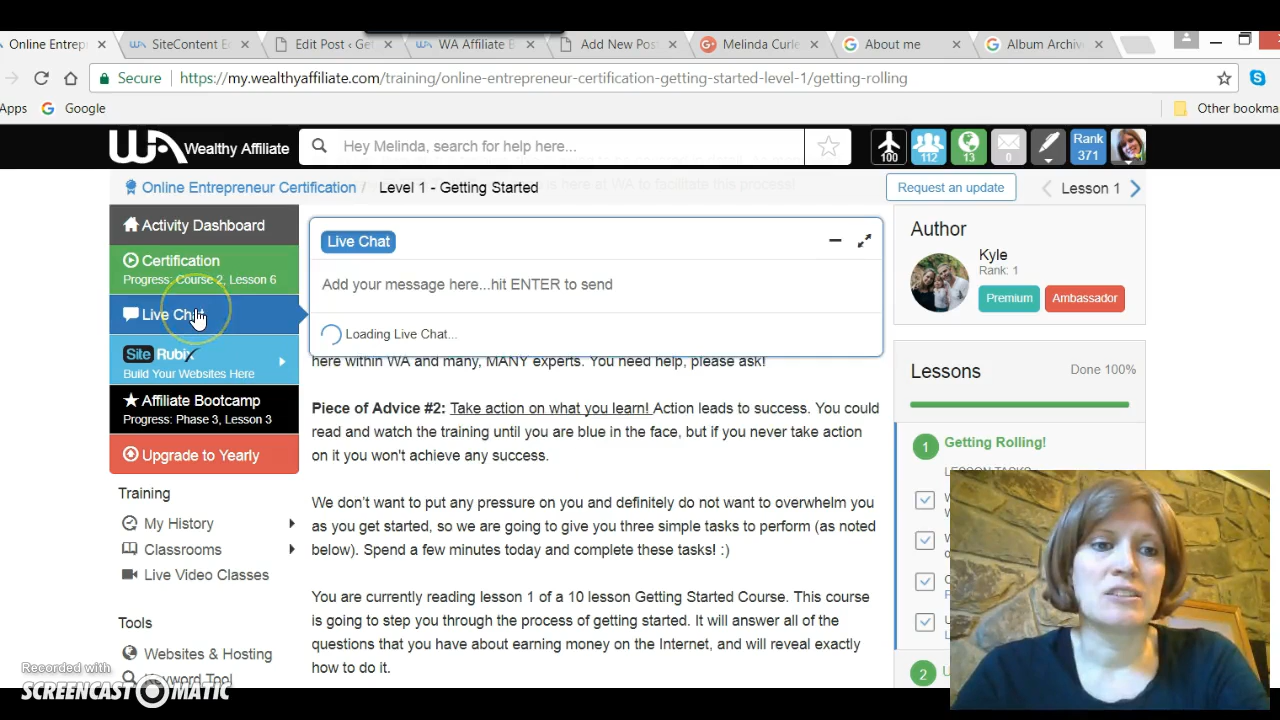 Online Entrep
SiteContent E
Edit Post ‹ Get
WA Affiliate B
Add New Pos
Melinda Curle
About me
Album Archiv
Secure
https://my.wealthyaffiliate.com/training/online-entrepreneur-certification-getting-started-level-1/getting-rolling
Apps
Google
Other bookma
WA Wealthy Affiliate
Hey Melinda, search for help here...
100
112
13
0
Rank
371
Online Entrepreneur Certification / Level 1 - Getting Started
Request an update
Lesson 1
Activity Dashboard
Certification
Progress: Course 2, Lesson 6
Live Chat
Site Rubix
Build Your Websites Here
Affiliate Bootcamp
Progress: Phase 3, Lesson 3
Upgrade to Yearly
Training
My History
Classrooms
Live Video Classes
Tools
Websites & Hosting
Keyword Tool
Live Chat
Add your message here...hit ENTER to send
Loading Live Chat...
here within WA and many, MANY experts. You need help, please ask!
Piece of Advice #2: Take action on what you learn! Action leads to success. You could
read and watch the training until you are blue in the face, but if you never take action
on it you won't achieve any success.
We don't want to put any pressure on you and definitely do not want to overwhelm you
as you get started, so we are going to give you three simple tasks to perform (as noted
below). Spend a few minutes today and complete these tasks! :)
You are currently reading lesson 1 of a 10 lesson Getting Started Course. This course
is going to step you through the process of getting started. It will answer all of the
questions that you have about earning money on the Internet, and will reveal exactly
how to do it.
Author
Kyle
Rank: 1
Premium
Ambassador
Lessons
Done 100%
1
Getting Rolling!
LESSON TASKS
2
Recorded with
SCREENCAST MATIC